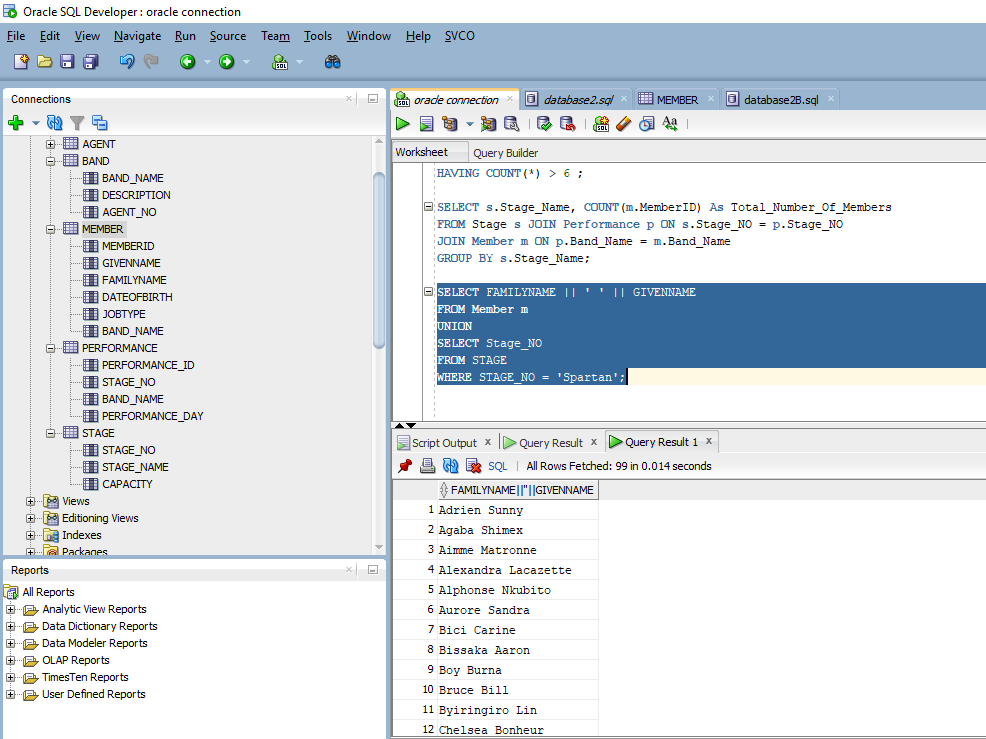 Oracle SQL Developer : oracle connection
File Edit View Navigate Run Source Team Tools Window Help SVCO
Connections
AGENT
BAND
BAND_NAME
DESCRIPTION
AGENT_NO
MEMBER
MEMBERID
GIVENNAME
FAMILYNAME
DATEOFBIRTH
JOBTYPE
BAND_NAME
PERFORMANCE
PERFORMANCE_ID
STAGE_NO
BAND_NAME
PERFORMANCE_DAY
STAGE
STAGE_NO
STAGE_NAME
CAPACITY
Views
Editioning Views
Indexes
Packages
Reports
All Reports
Analytic View Reports
Data Dictionary Reports
Data Modeler Reports
OLAP Reports
TimesTen Reports
User Defined Reports
oracle connection database2.sql MEMBER database2B.sql
Worksheet Query Builder
HAVING COUNT(*) > 6 ;
SELECT s.Stage_Name, COUNT(m.MemberID) As Total_Number_Of_Members
FROM Stage s JOIN Performance p ON s.Stage_NO = p.Stage_NO
JOIN Member m ON p.Band_Name = m.Band_Name
GROUP BY s.Stage_Name;
SELECT FAMILYNAME || ' ' || GIVENNAME
FROM Member m
UNION
SELECT Stage_NO
FROM STAGE
WHERE STAGE_NO = 'Spartan';
Script Output Query Result Query Result 1
SQL All Rows Fetched: 99 in 0.014 seconds
FAMILYNAME||''||GIVENNAME
1 Adrien Sunny
2 Agaba Shimex
3 Aimme Matronne
4 Alexandra Lacazette
5 Alphonse Nkubito
6 Aurore Sandra
7 Bici Carine
8 Bissaka Aaron
9 Boy Burna
10 Bruce Bill
11 Byiringiro Lin
12 Chelsea Bonheur